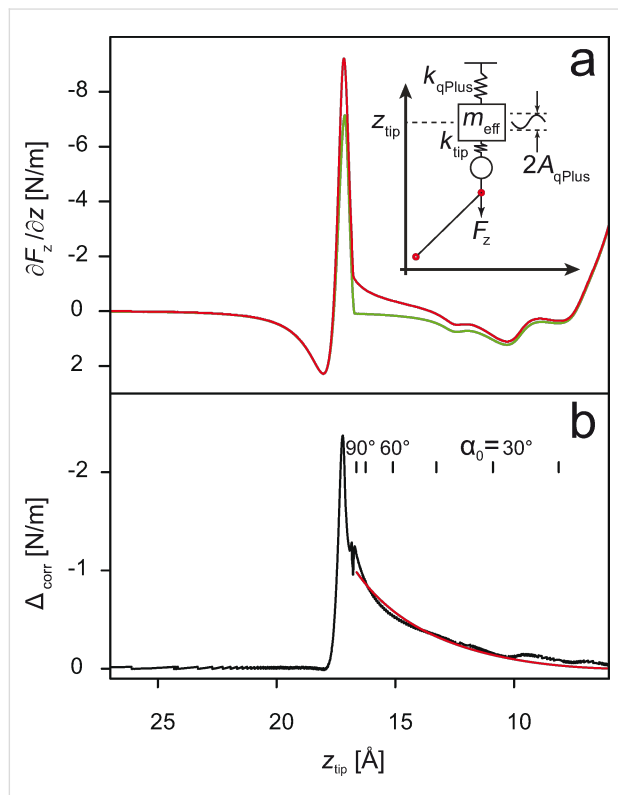 a
k_qPlus
z_tip
m_eff
k_tip
2A_qPlus
F_z
∂F_z/∂z [N/m]
-8
-6
-4
-2
0
2
b
90° 60° α_0= 30°
Δ_corr [N/m]
-2
-1
0
25 20 15 10
z_tip [Å]